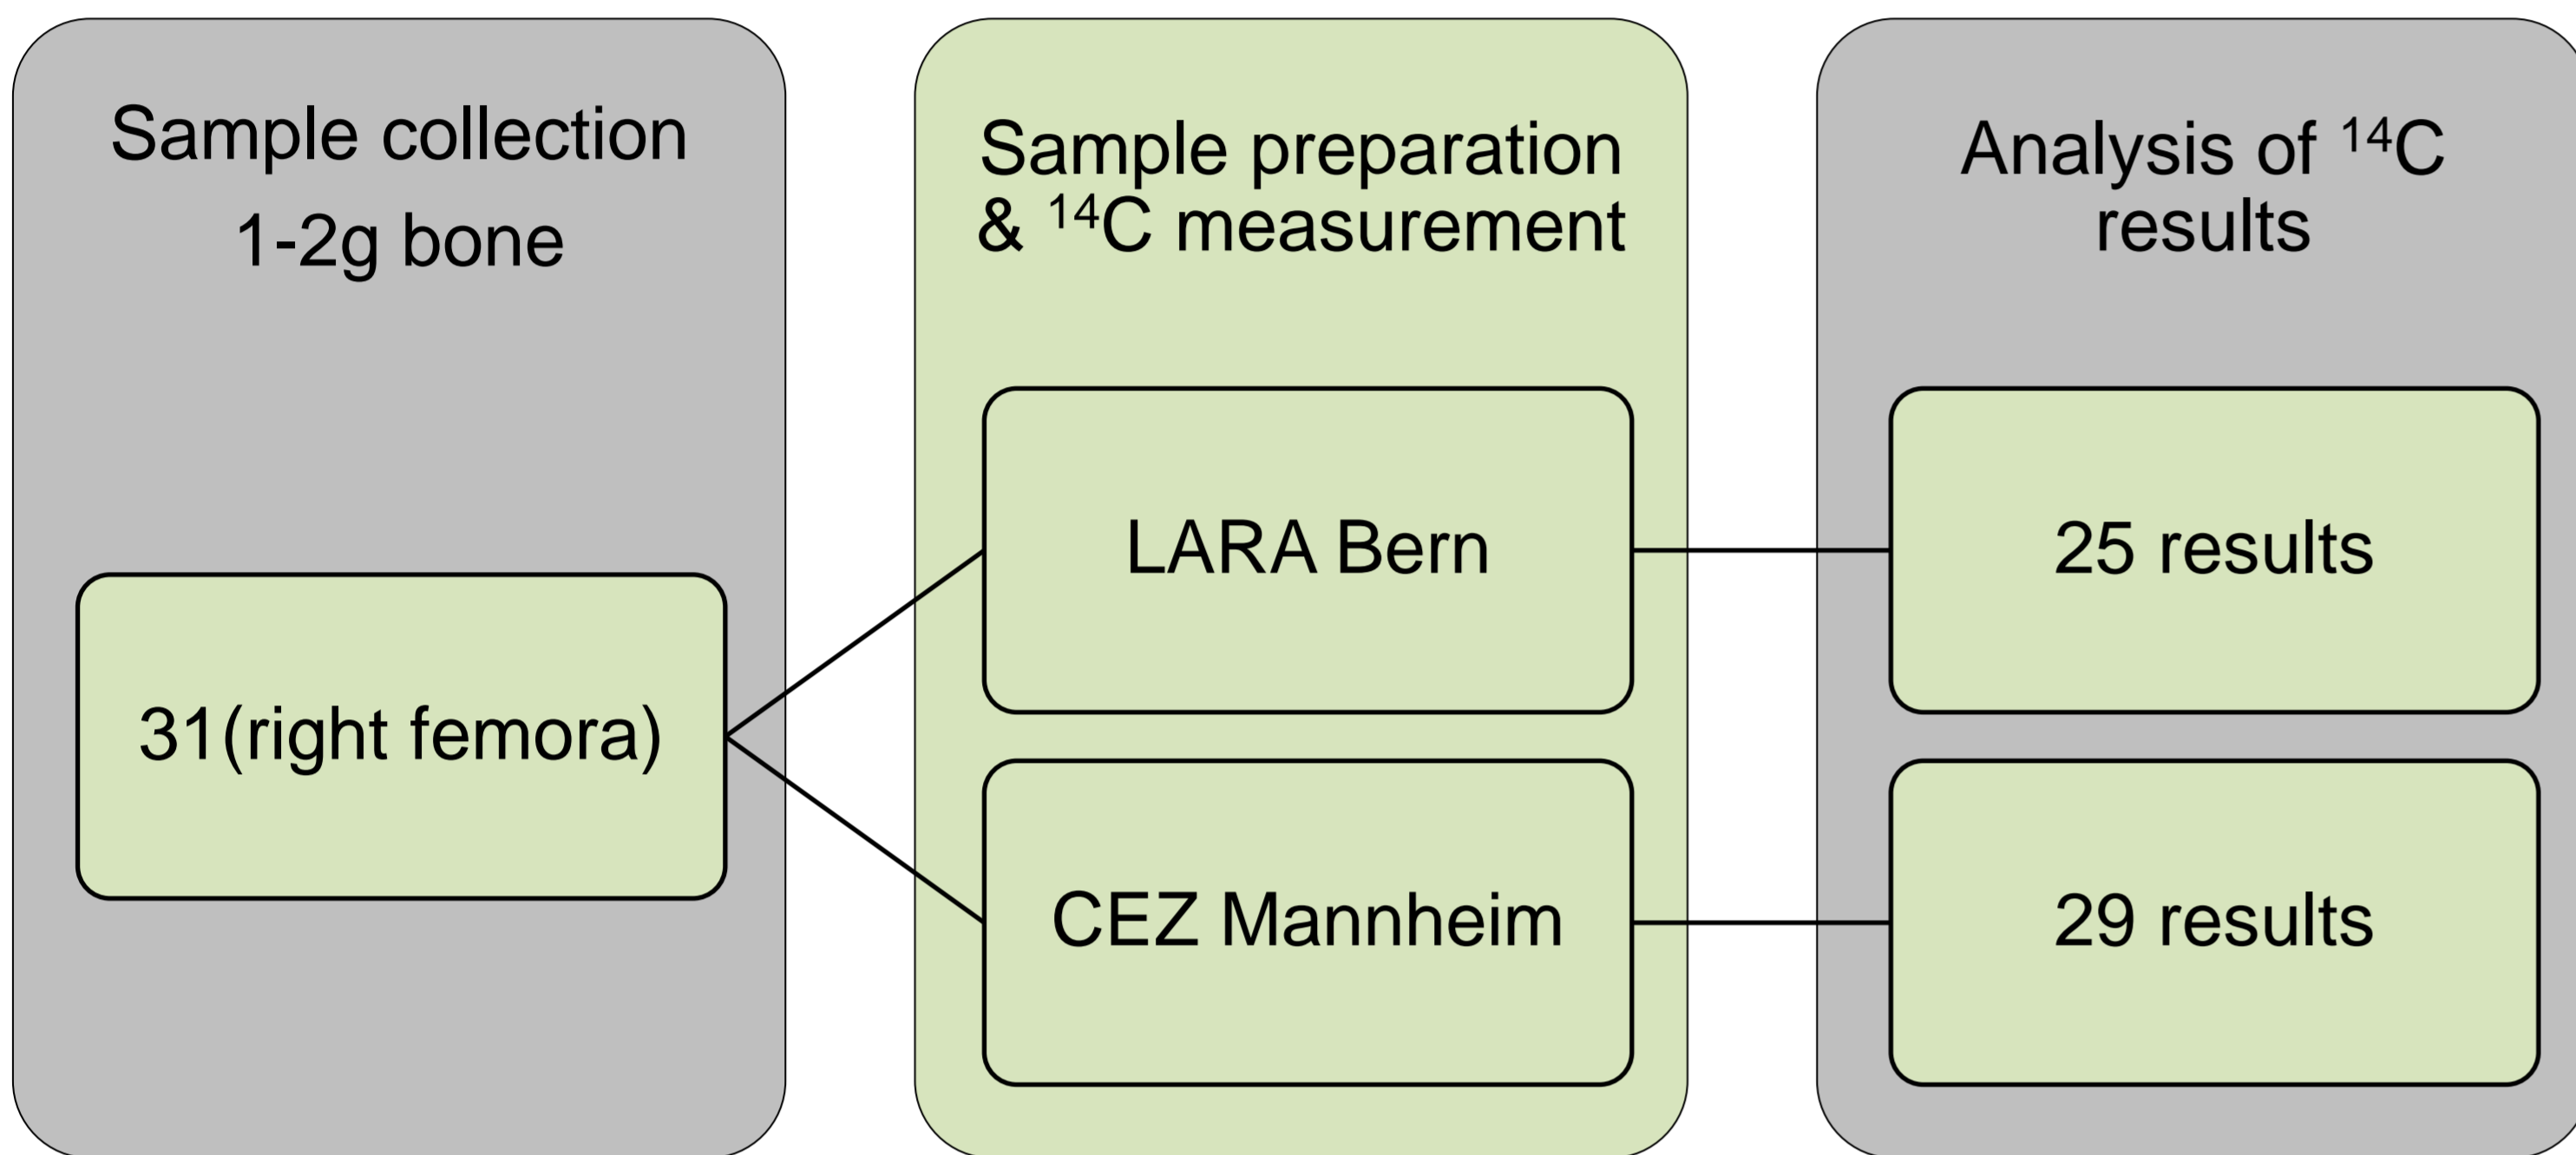 Sample collection
1-2g bone
31(right femora)
Sample preparation
& ¹⁴C measurement
LARA Bern
CEZ Mannheim
Analysis of ¹⁴C
results
25 results
29 results